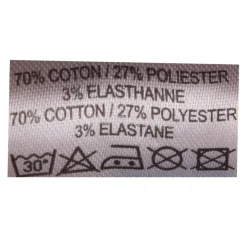 70% COTON / 27% POLIESTER
3% ELASTHANNE
70% COTTON / 27% POLYESTER
3% ELASTANE
30°